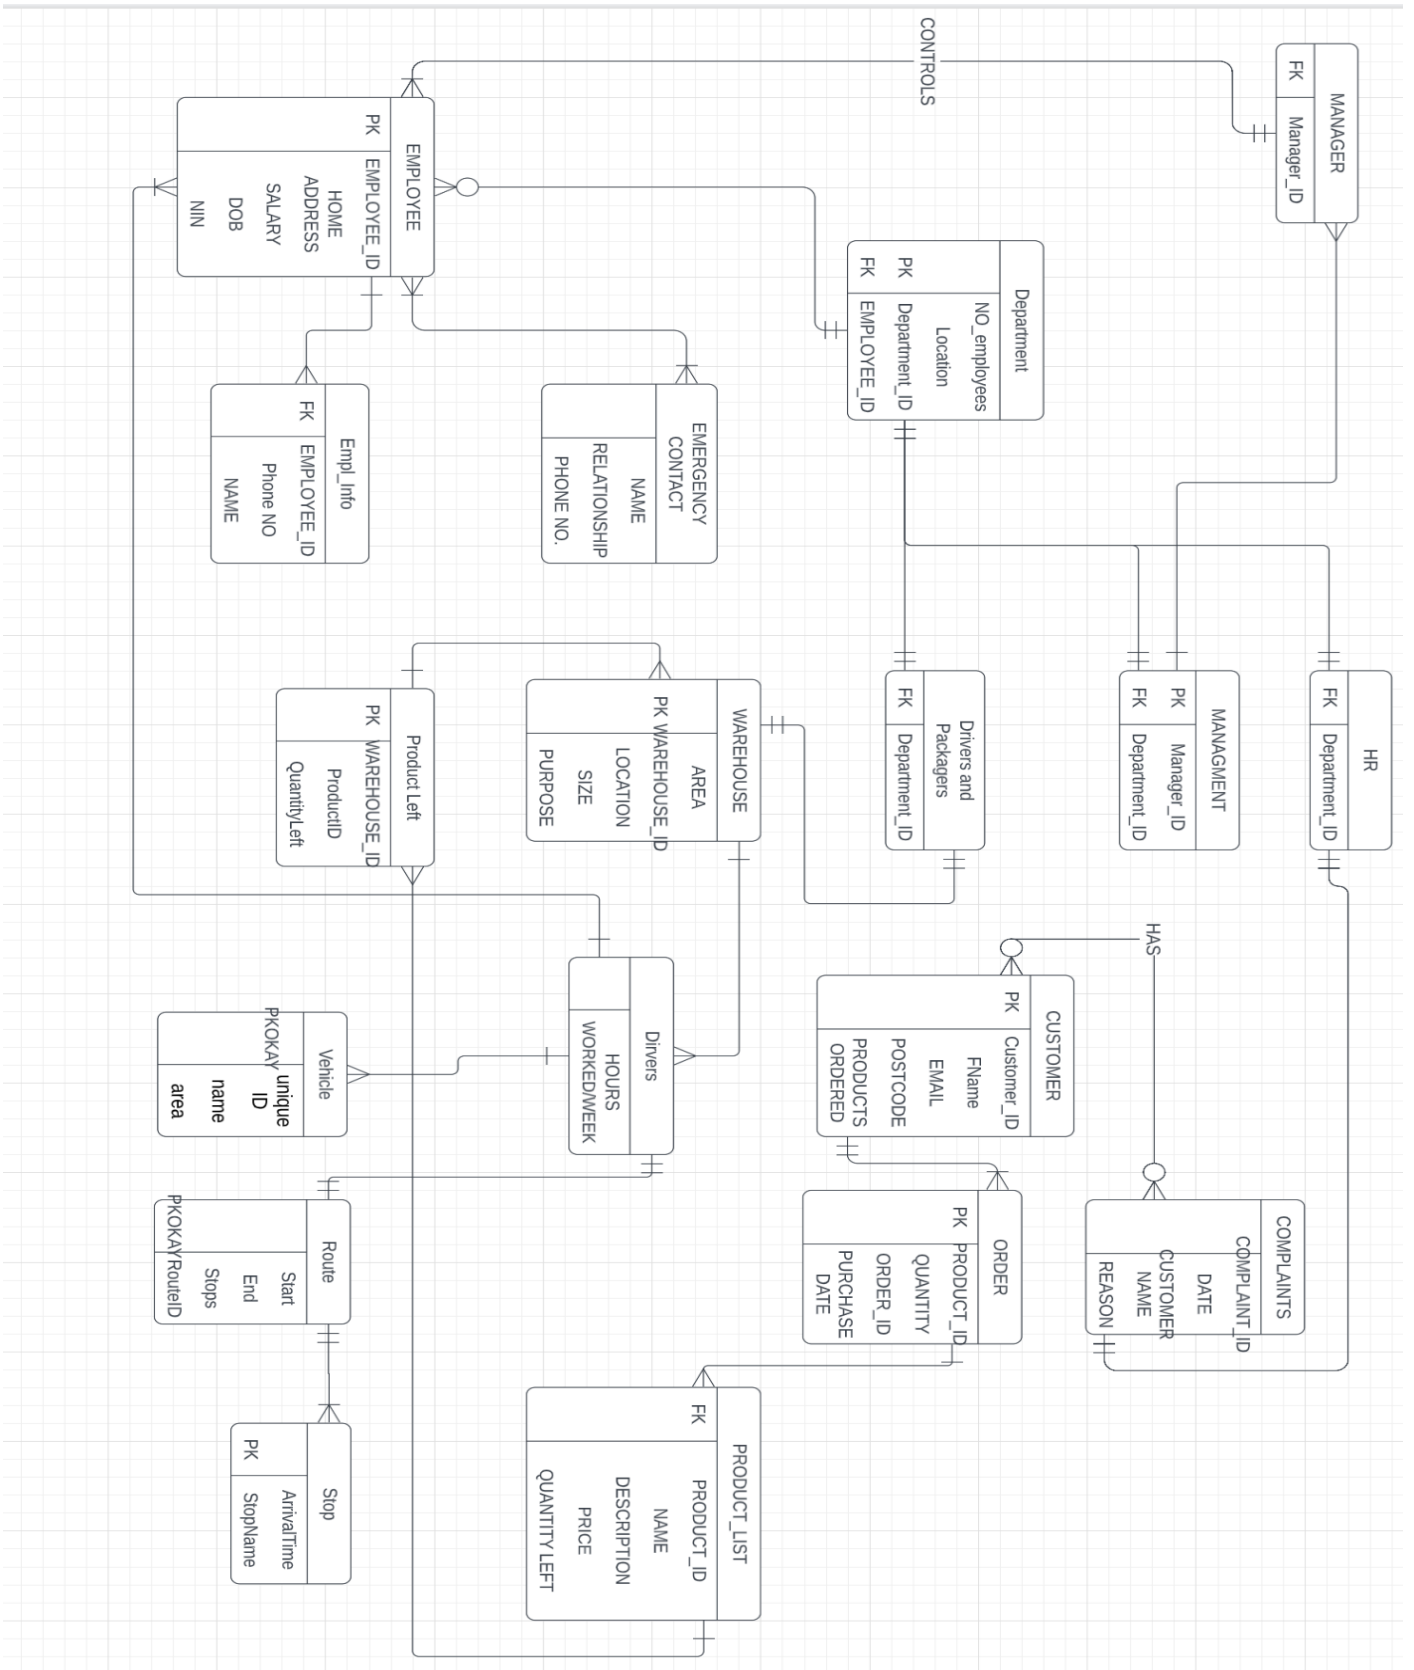 MANAGER
FK Manager_ID
CONTROLS
EMPLOYEE
PK EMPLOYEE_ID
HOME
ADDRESS
SALARY
DOB
NIN
Department
NO_employees
Location
PK Department_ID
FK EMPLOYEE_ID
EMERGENCY
CONTACT
NAME
RELATIONSHIP
PHONE NO.
Empl_Info
FK EMPLOYEE_ID
Phone NO
NAME
HR
FK Department_ID
MANAGMENT
PK Manager_ID
FK Department_ID
Drivers and
Packagers
FK Department_ID
WAREHOUSE
AREA
PK WAREHOUSE_ID
LOCATION
SIZE
PURPOSE
Product Left
PK WAREHOUSE_ID
ProductID
QuantityLeft
HAS
CUSTOMER
PK Customer_ID
FName
EMAIL
POSTCODE
PRODUCTS
ORDERED
Dirvers
HOURS
WORKED/WEEK
Vehicle
PKOKAY unique
ID
name
area
COMPLAINTS
COMPLAINT_ID
DATE
CUSTOMER
NAME
REASON
ORDER
PK PRODUCT_ID
QUANTITY
ORDER_ID
PURCHASE
DATE
Route
Start
End
Stops
PKOKAY RouteID
PRODUCT_LIST
FK PRODUCT_ID
NAME
DESCRIPTION
PRICE
QUANTITY LEFT
Stop
ArrivalTime
PK StopName